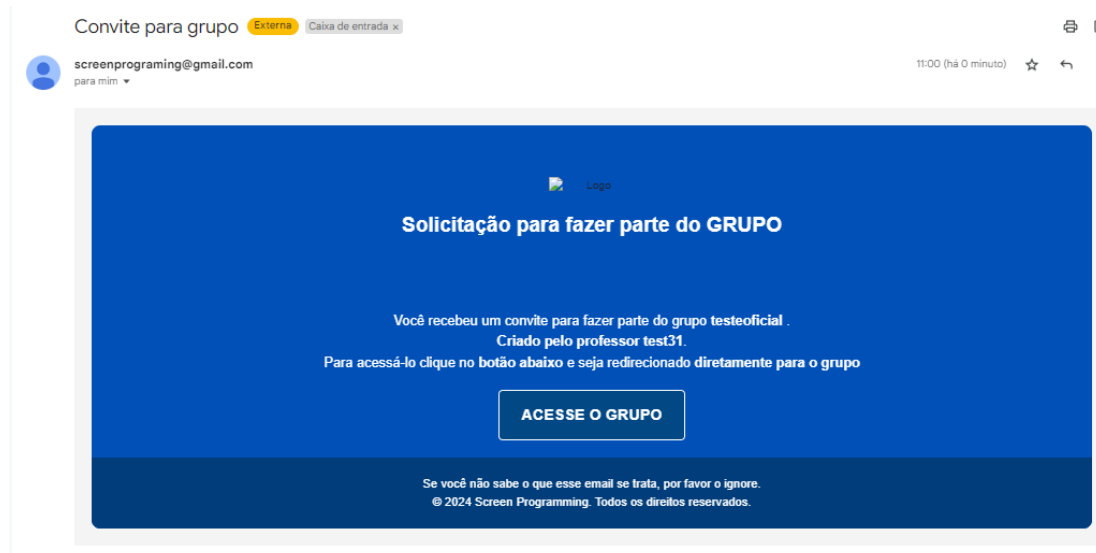 Convite para grupo Externa Caixa de entrada x
screenprograming@gmail.com 11:00 (há 0 minuto)
para mim
Logo
Solicitação para fazer parte do GRUPO
Você recebeu um convite para fazer parte do grupo testeoficial .
Criado pelo professor test31.
Para acessá-lo clique no botão abaixo e seja redirecionado diretamente para o grupo
ACESSE O GRUPO
Se você não sabe o que esse email se trata, por favor o ignore.
© 2024 Screen Programming. Todos os direitos reservados.